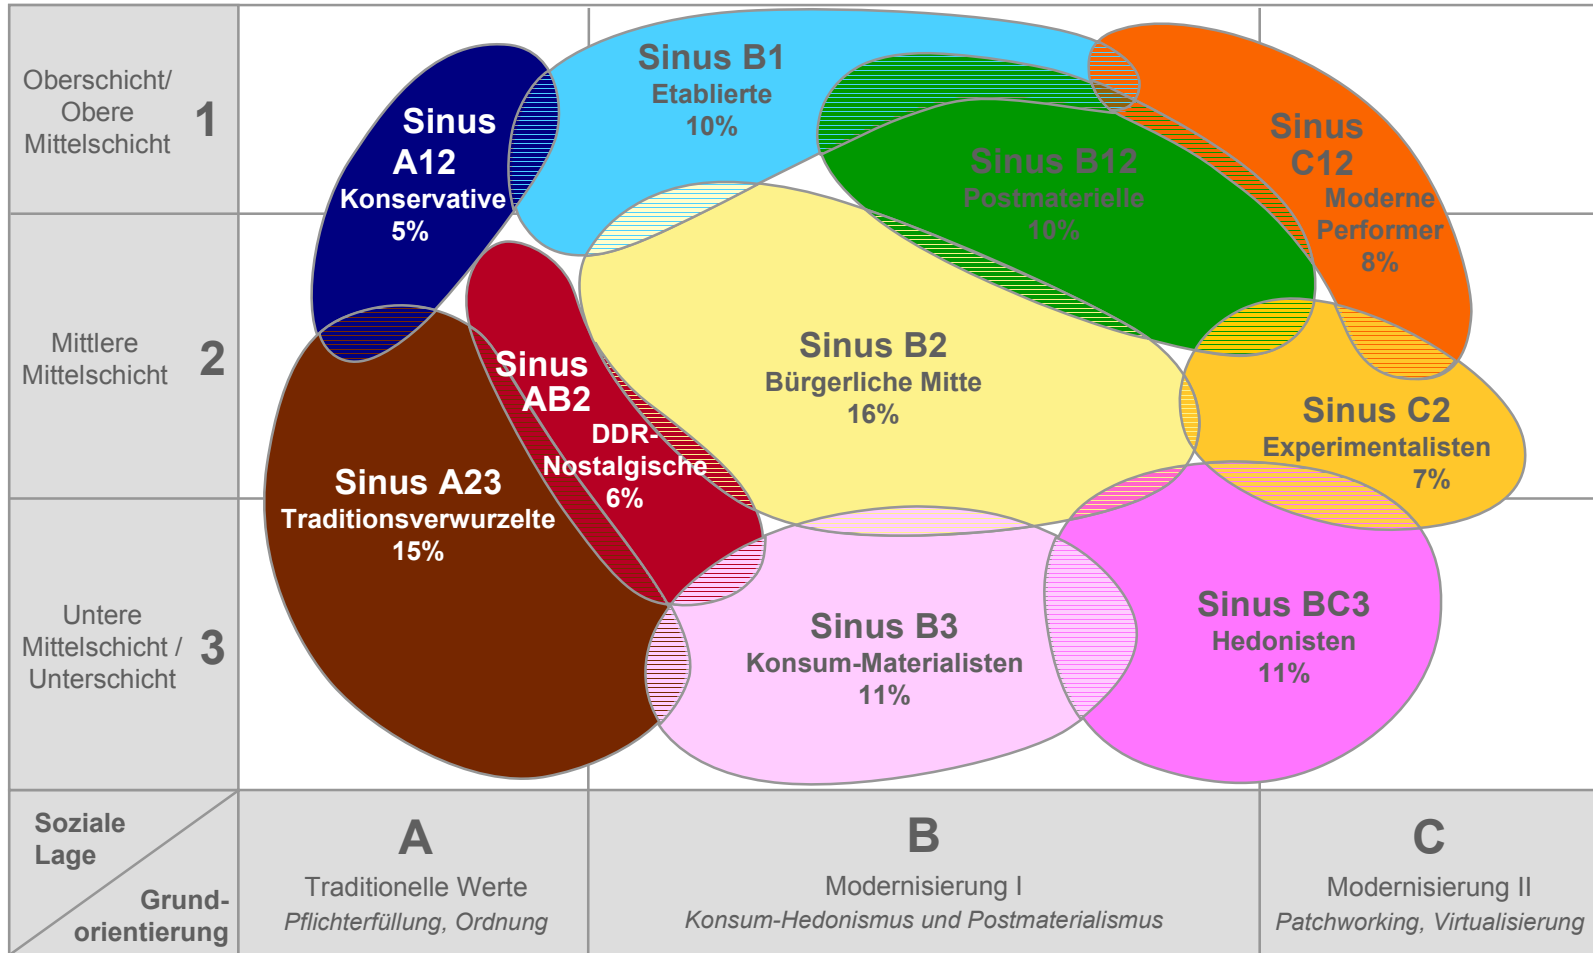 Oberschicht/
Obere
Mittelschicht
1
Mittlere
Mittelschicht
2
Untere
Mittelschicht /
Unterschicht
3
Sinus
A12
Konservative
5%
Sinus B1
Etablierte
10%
Sinus B12
Postmaterielle
10%
Sinus
C12
Moderne
Performer
8%
Sinus
AB2
DDR-
Nostalgische
6%
Sinus B2
Bürgerliche Mitte
16%
Sinus C2
Experimentalisten
7%
Sinus A23
Traditionsverwurzelte
15%
Sinus B3
Konsum-Materialisten
11%
Sinus BC3
Hedonisten
11%
Soziale
Lage
Grund-
orientierung
A
Traditionelle Werte
Pflichterfüllung, Ordnung
B
Modernisierung I
Konsum-Hedonismus und Postmaterialismus
C
Modernisierung II
Patchworking, Virtualisierung